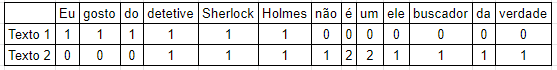 Eu gosto do detetive Sherlock Holmes não é um ele buscador da verdade
Texto 1 1 1 1 1 1 1 0 0 0 0 0 0 0
Texto 2 0 0 0 1 1 1 1 2 2 1 1 1 1